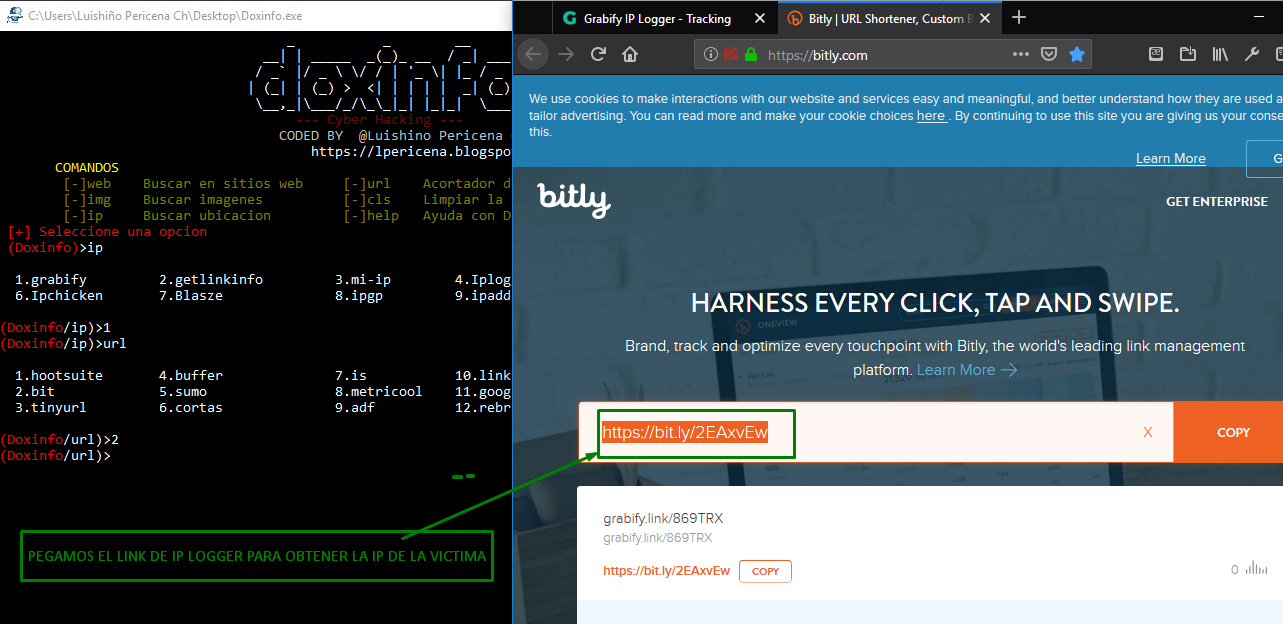 C:\Users\Luishiño Pericena Ch\Desktop\Doxinfo.exe
doxinfo
--- Cyber Hacking ---
CODED BY @Luishino Pericena
https://lpericena.blogspo
COMANDOS
[-]web Buscar en sitios web [-]url Acortador d
[-]img Buscar imagenes [-]cls Limpiar la
[-]ip Buscar ubicacion [-]help Ayuda con D
[+] Seleccione una opcion
(Doxinfo)>ip
1.grabify 2.getlinkinfo 3.mi-ip 4.Iplog
6.Ipchicken 7.Blasze 8.ipgp 9.ipadd
(Doxinfo/ip)>1
(Doxinfo/ip)>url
1.hootsuite 4.buffer 7.is 10.link
2.bit 5.sumo 8.metricool 11.goog
3.tinyurl 6.cortas 9.adf 12.rebr
(Doxinfo/url)>2
(Doxinfo/url)>
PEGAMOS EL LINK DE IP LOGGER PARA OBTENER LA IP DE LA VICTIMA
Grabify IP Logger - Tracking
Bitly | URL Shortener, Custom B
https://bitly.com
We use cookies to make interactions with our website and services easy and meaningful, and better understand how they are used a
tailor advertising. You can read more and make your cookie choices here . By continuing to use this site you are giving us your conse
this.
Learn More
G
bitly
GET ENTERPRISE
ONEVIEW
HARNESS EVERY CLICK, TAP AND SWIPE.
Brand, track and optimize every touchpoint with Bitly, the world's leading link management
platform. Learn More
https://bit.ly/2EAxvEw X COPY
grabify.link/869TRX
grabify.link/869TRX
https://bit.ly/2EAxvEw COPY 0